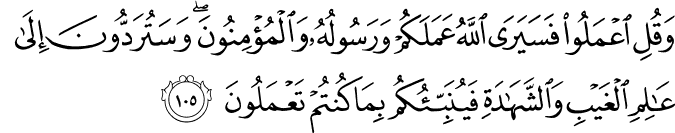 وَقُلِ ٱعْمَلُوا۟ فَسَيَرَى ٱللَّهُ عَمَلَكُمْ وَرَسُولُهُۥ وَٱلْمُؤْمِنُونَ ۖ وَسَتُرَدُّونَ إِلَىٰ
عَـٰلِمِ ٱلْغَيْبِ وَٱلشَّهَـٰدَةِ فَيُنَبِّئُكُم بِمَا كُنتُمْ تَعْمَلُونَ ١٠٥